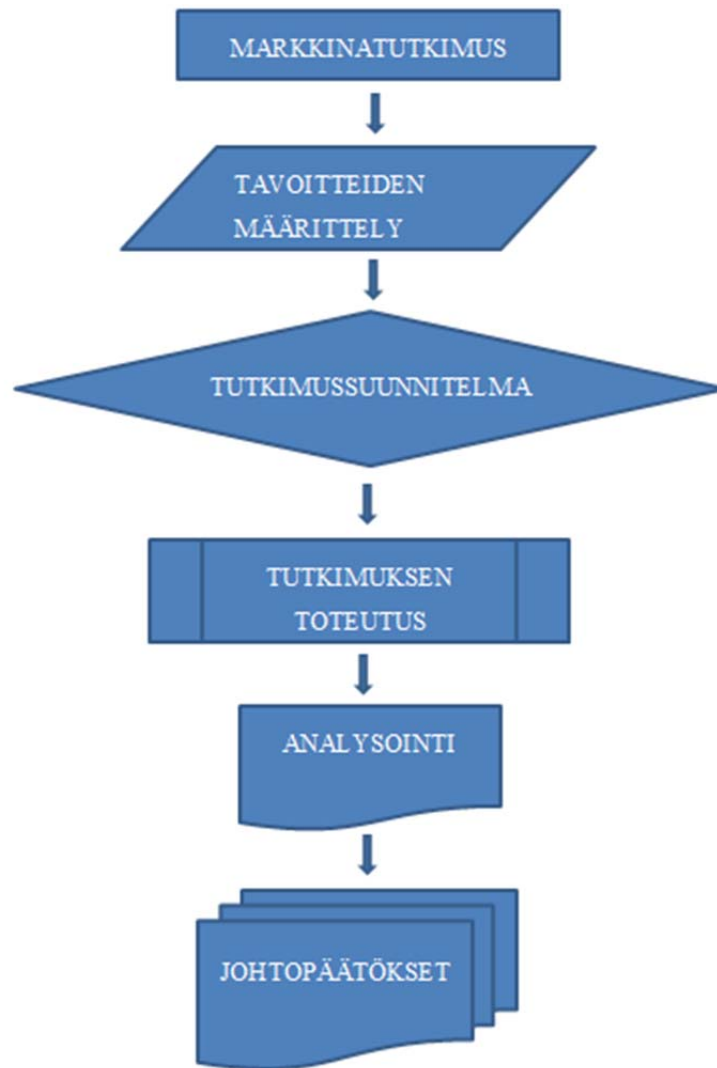 MARKKINATUTKIMUS
TAVOITTEIDEN
MÄÄRITTELY
TUTKIMUSSUUNNITELMA
TUTKIMUKSEN
TOTEUTUS
ANALYSOINTI
JOHTOPÄÄTÖKSET